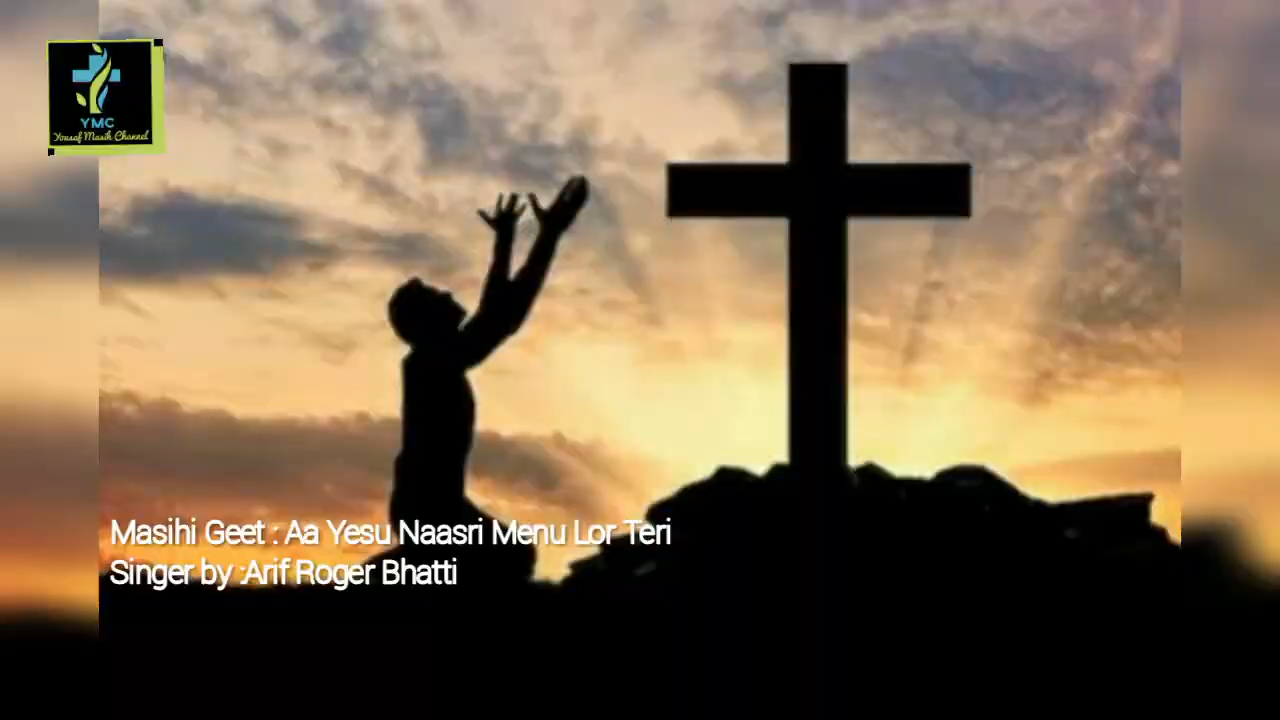 YMC
Yousaf Masih Channel
Masihi Geet : Aa Yesu Naasri Menu Lor Teri
Singer by :Arif Roger Bhatti